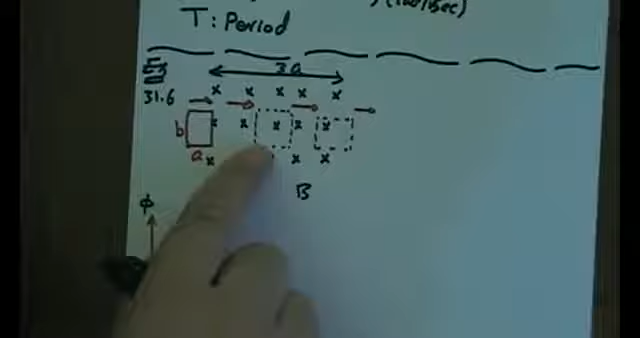 T: Period
Ex
31.6
3a
x x x x x
b x x x x x
a x x x
B
ϕ